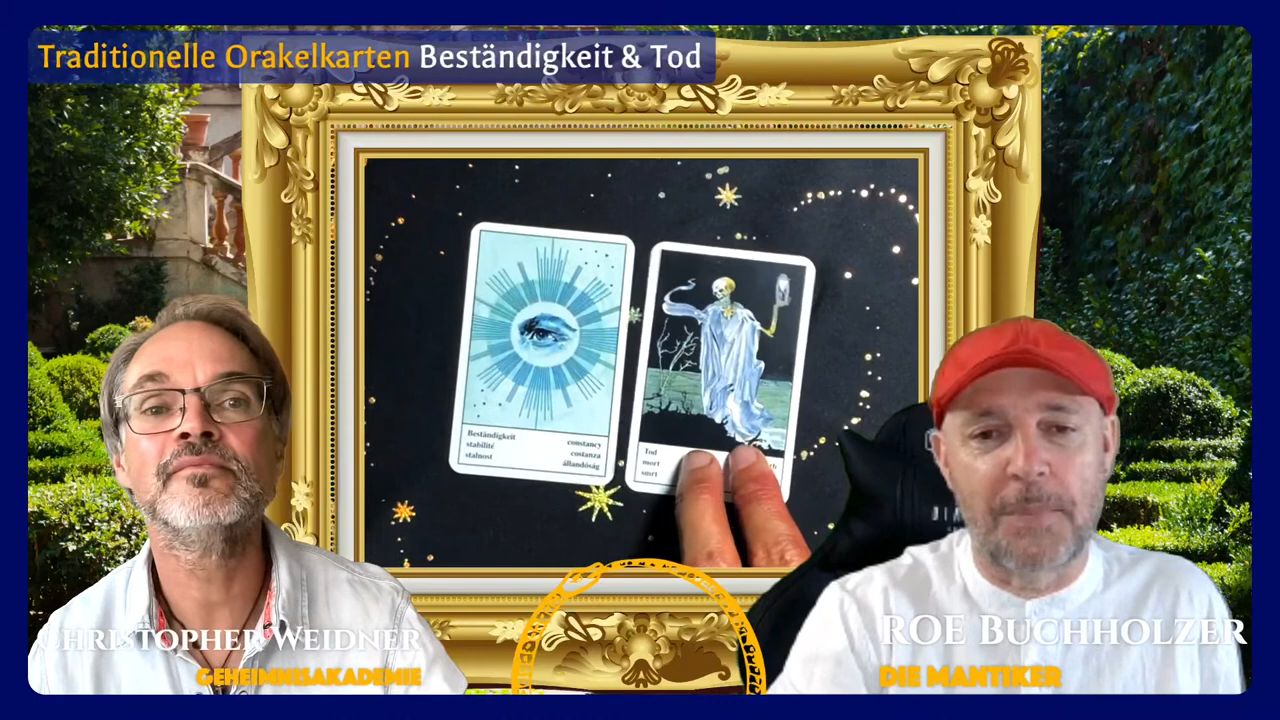 Traditionelle Orakelkarten Beständigkeit & Tod
Beständigkeit
stabilité
stalnost
constancy
costanza
állandóság
Tod
mort
smrt
Christopher Weidner
GEHEIMNISAKADEMIE
ROE Buchholzer
DIE MANTIKER